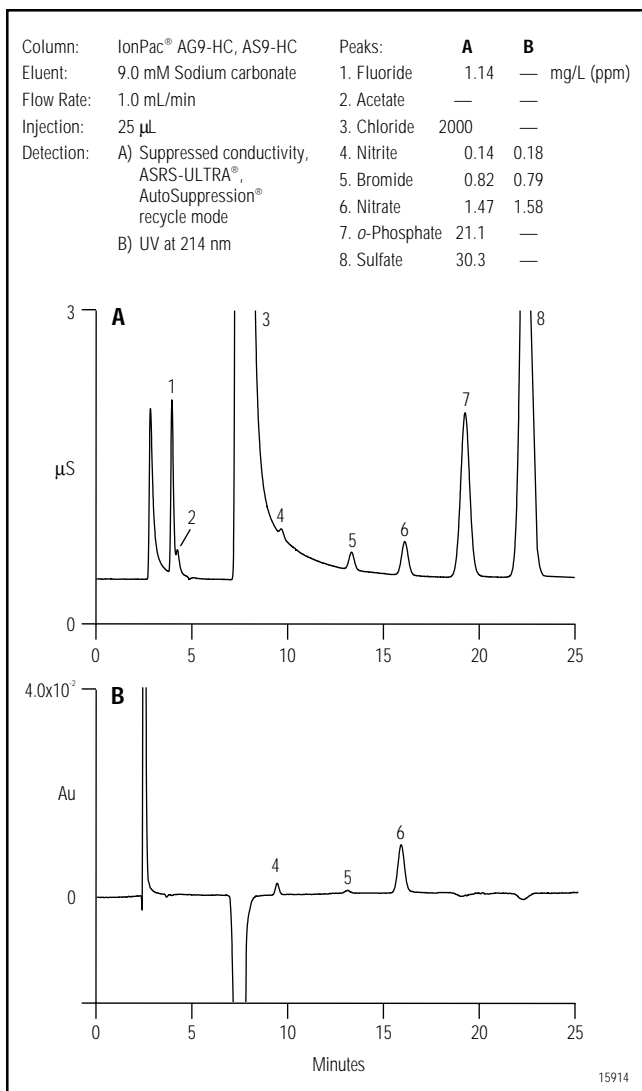 Column: IonPac® AG9-HC, AS9-HC
Eluent: 9.0 mM Sodium carbonate
Flow Rate: 1.0 mL/min
Injection: 25 µL
Detection: A) Suppressed conductivity,
ASRS-ULTRA®,
AutoSuppression®
recycle mode
B) UV at 214 nm
Peaks: A B
1. Fluoride 1.14 — mg/L (ppm)
2. Acetate — —
3. Chloride 2000 —
4. Nitrite 0.14 0.18
5. Bromide 0.82 0.79
6. Nitrate 1.47 1.58
7. o-Phosphate 21.1 —
8. Sulfate 30.3 —
3
A
3
8
1
7
µS
2
4
5
6
0
0 5 10 15 20 25
4.0x10-2
B
Au
6
4
5
0
0 5 10 15 20 25
Minutes
15914